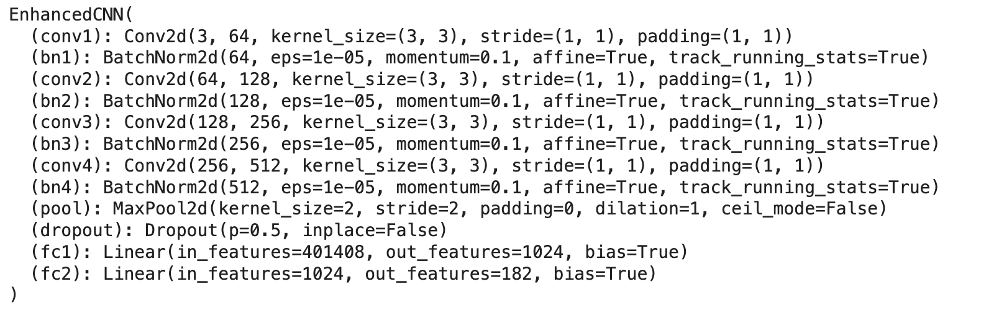 EnhancedCNN(
  (conv1): Conv2d(3, 64, kernel_size=(3, 3), stride=(1, 1), padding=(1, 1))
  (bn1): BatchNorm2d(64, eps=1e-05, momentum=0.1, affine=True, track_running_stats=True)
  (conv2): Conv2d(64, 128, kernel_size=(3, 3), stride=(1, 1), padding=(1, 1))
  (bn2): BatchNorm2d(128, eps=1e-05, momentum=0.1, affine=True, track_running_stats=True)
  (conv3): Conv2d(128, 256, kernel_size=(3, 3), stride=(1, 1), padding=(1, 1))
  (bn3): BatchNorm2d(256, eps=1e-05, momentum=0.1, affine=True, track_running_stats=True)
  (conv4): Conv2d(256, 512, kernel_size=(3, 3), stride=(1, 1), padding=(1, 1))
  (bn4): BatchNorm2d(512, eps=1e-05, momentum=0.1, affine=True, track_running_stats=True)
  (pool): MaxPool2d(kernel_size=2, stride=2, padding=0, dilation=1, ceil_mode=False)
  (dropout): Dropout(p=0.5, inplace=False)
  (fc1): Linear(in_features=401408, out_features=1024, bias=True)
  (fc2): Linear(in_features=1024, out_features=182, bias=True)
)